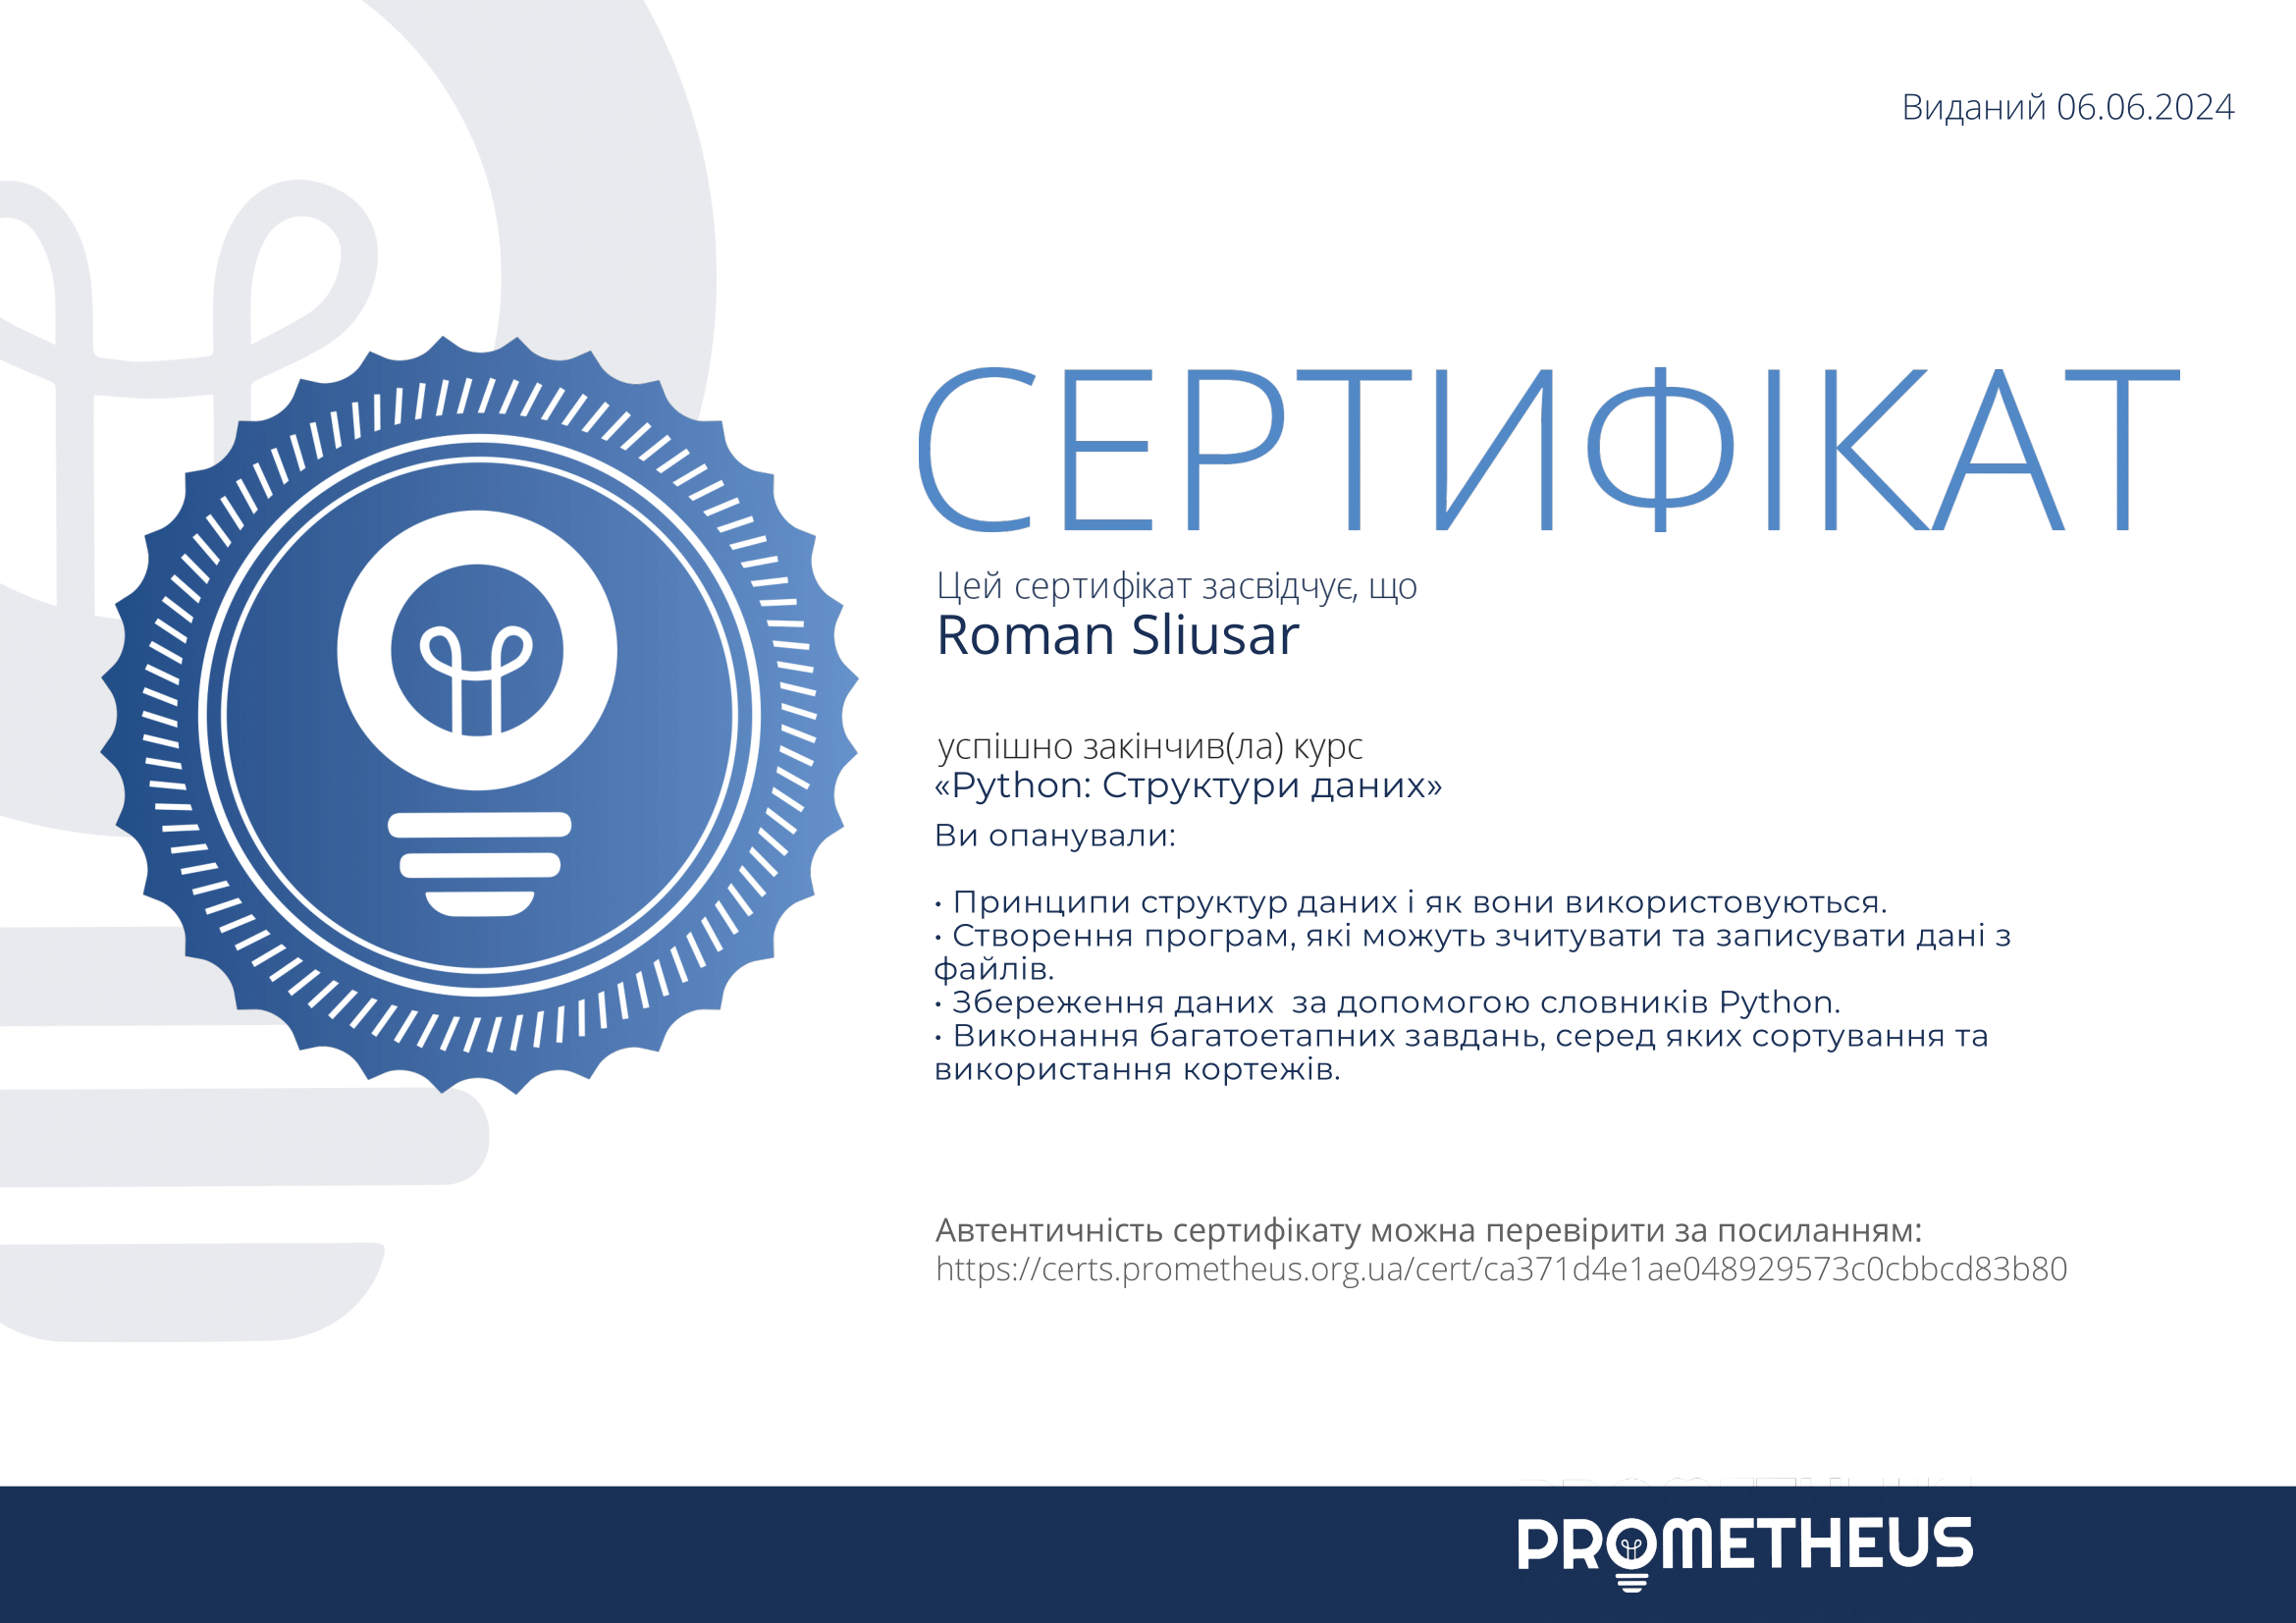 Виданий 06.06.2024
СЕРТИФІКАТ
Цей сертифікат засвідчує, що
Roman Sliusar
успішно закінчив(ла) курс
«Python: Структури даних»
Ви опанували:
• Принципи структур даних і як вони використовуються.
• Створення програм, які можуть зчитувати та записувати дані з
файлів.
• Збереження даних  за допомогою словників Python.
• Виконання багатоетапних завдань, серед яких сортування та
використання кортежів.
Автентичність сертифікату можна перевірити за посиланням:
https://certs.prometheus.org.ua/cert/ca371d4e1ae048929573c0cbbcd83b80
PROMETHEUS